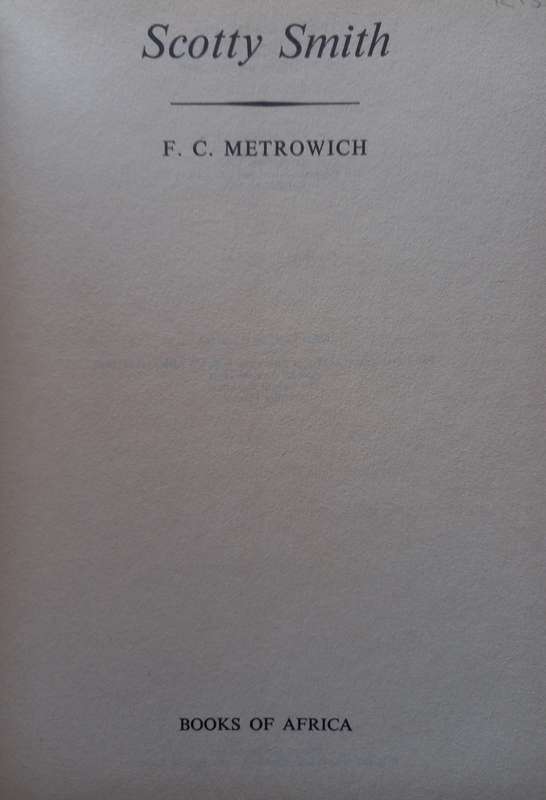 Scotty Smith
F. C. METROWICH
BOOKS OF AFRICA